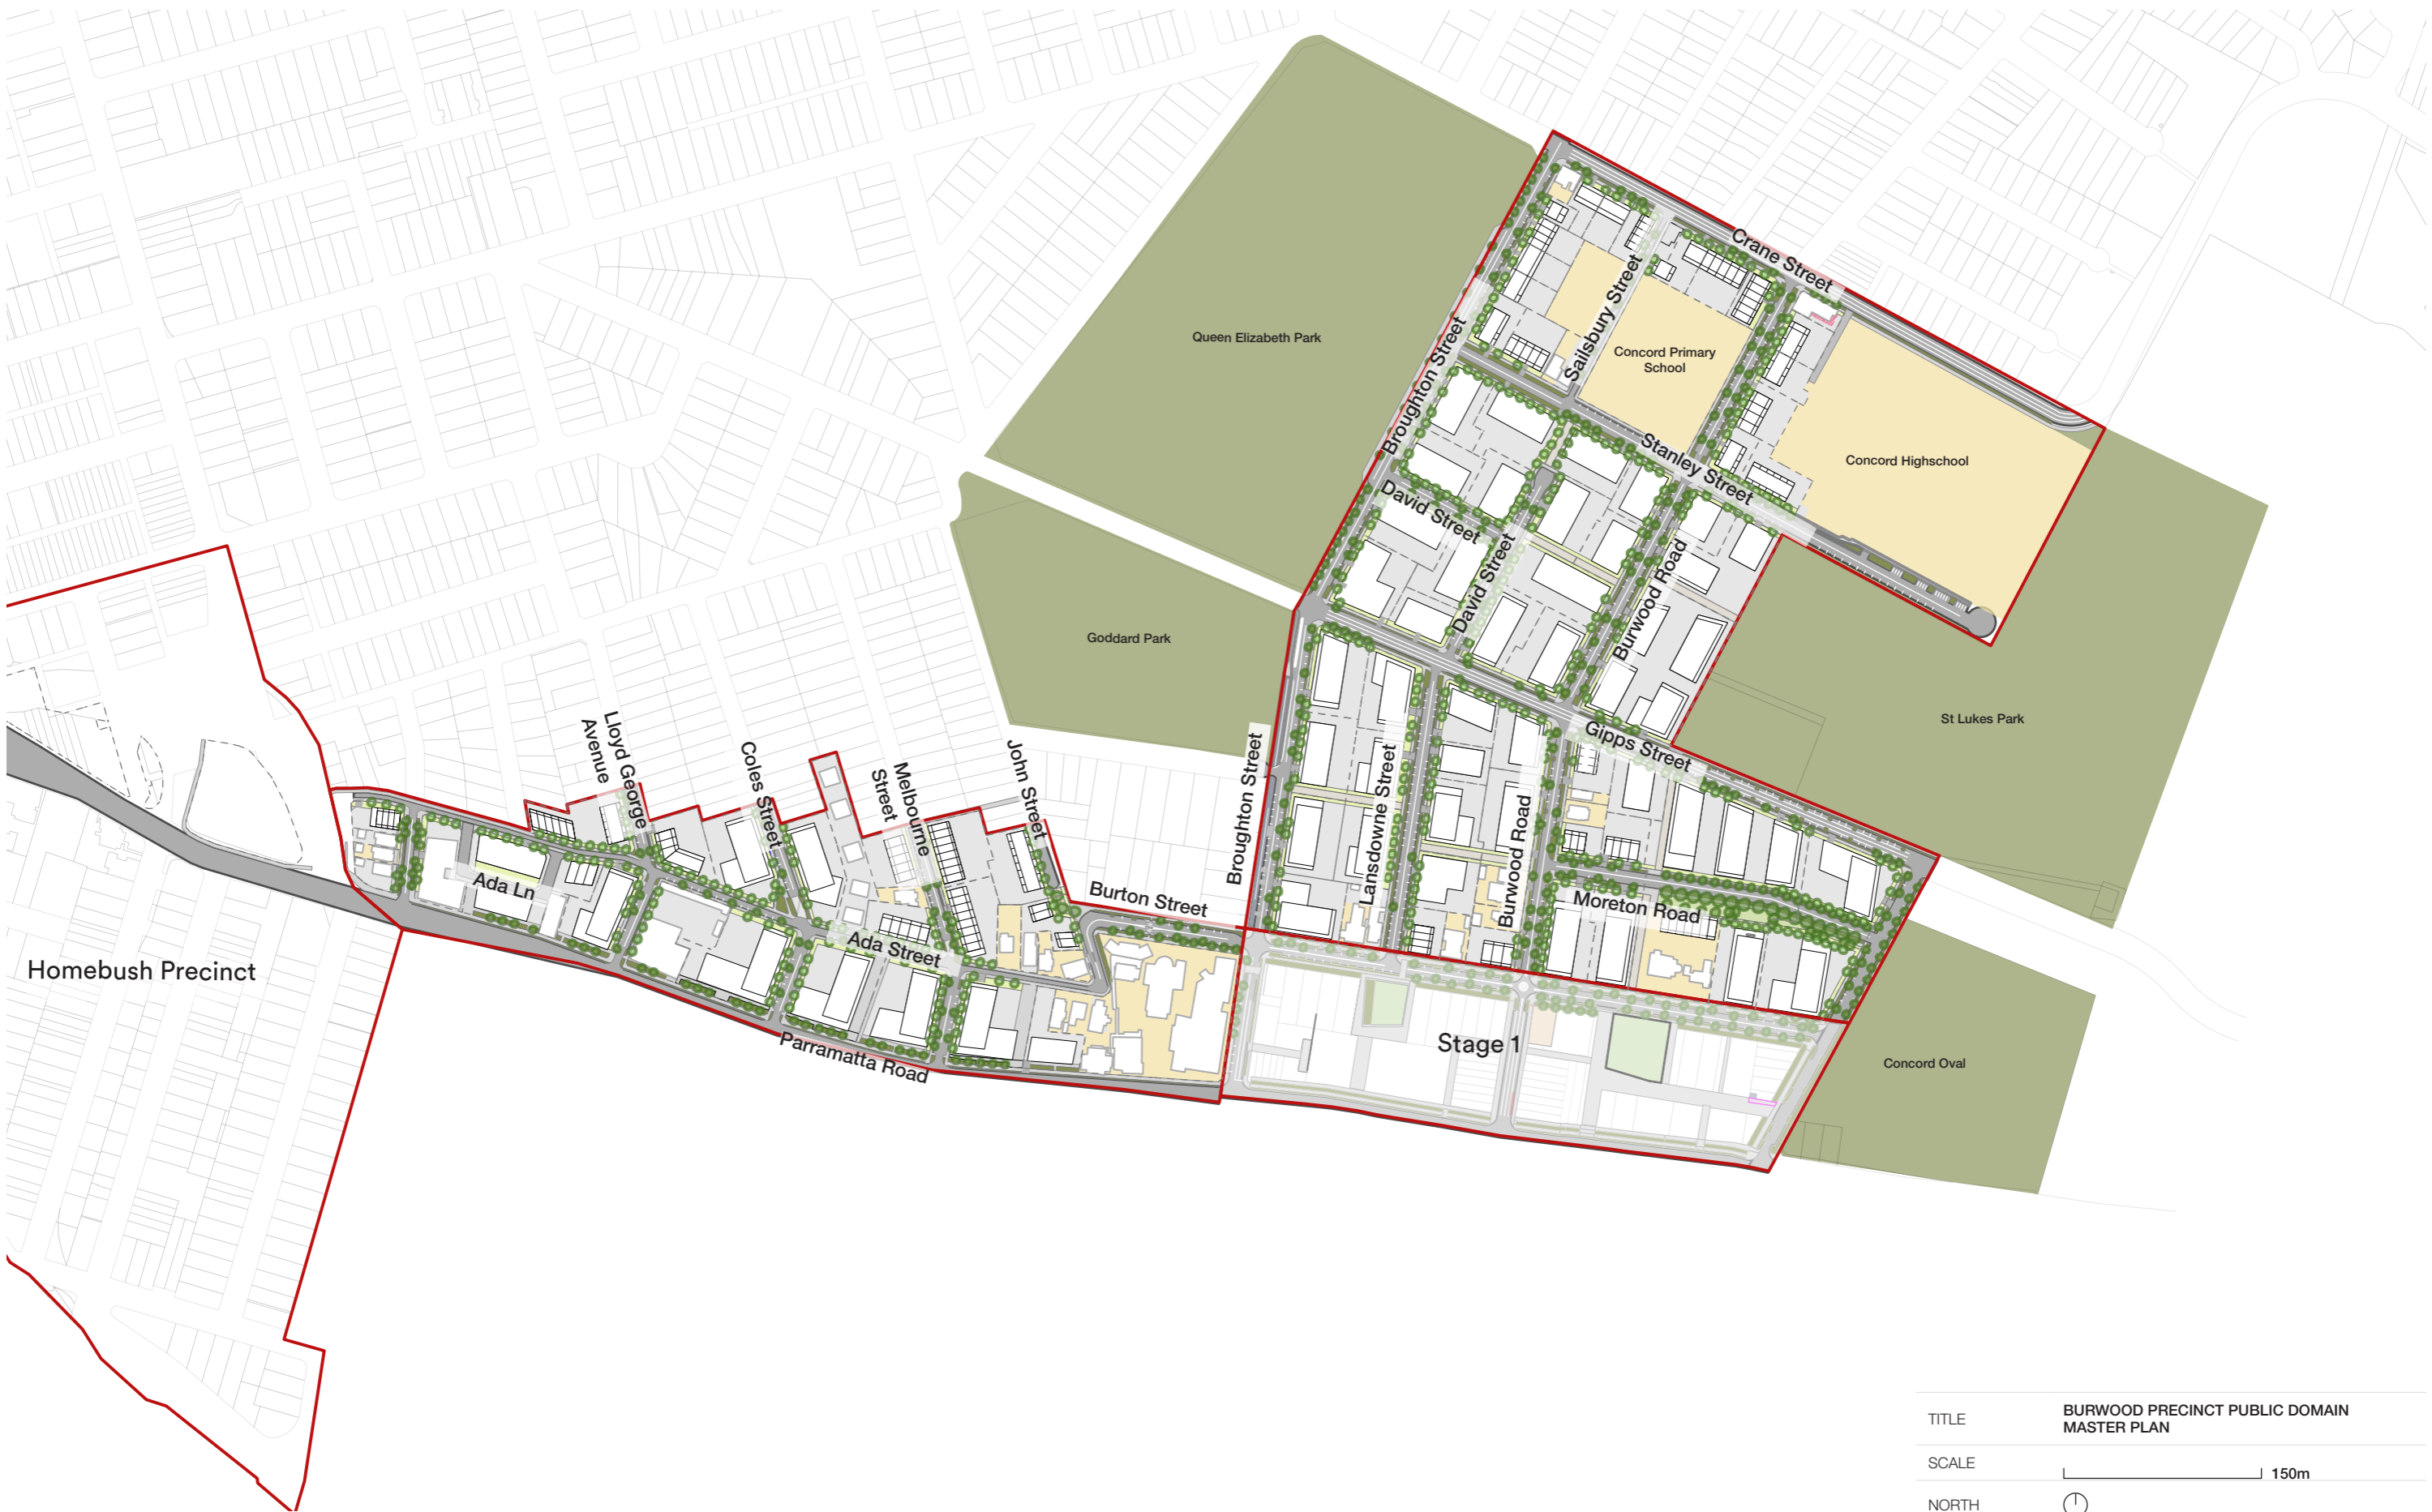 Crane Street
Queen Elizabeth Park
Sailsbury Street
Concord Primary
School
Broughton Street
Stanley Street
Concord Highschool
David Street
David Street
Burwood Road
Goddard Park
St Lukes Park
Gipps Street
Lloyd George
Avenue
Coles Street
Melbourne
Street
John Street
Broughton Street
Lansdowne Street
Burwood Road
Ada Ln
Burton Street
Moreton Road
Ada Street
Homebush Precinct
Parramatta Road
Stage 1
Concord Oval
TITLE
BURWOOD PRECINCT PUBLIC DOMAIN
MASTER PLAN
SCALE
150m
NORTH